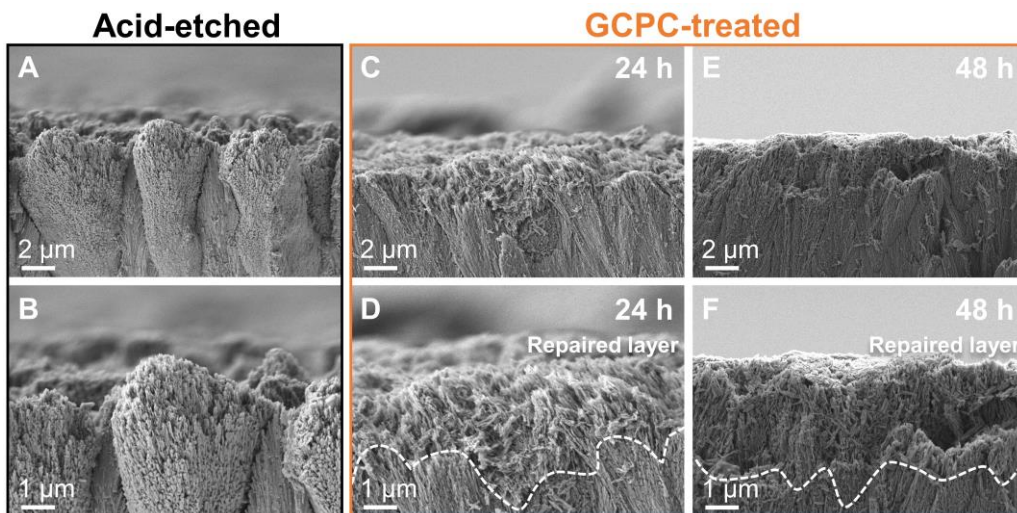 Acid-etched
GCPC-treated
A
C
24 h
E
48 h
2 µm
2 µm
2 µm
B
D
24 h
Repaired layer
F
48 h
Repaired layer
1 µm
1 µm
1 µm